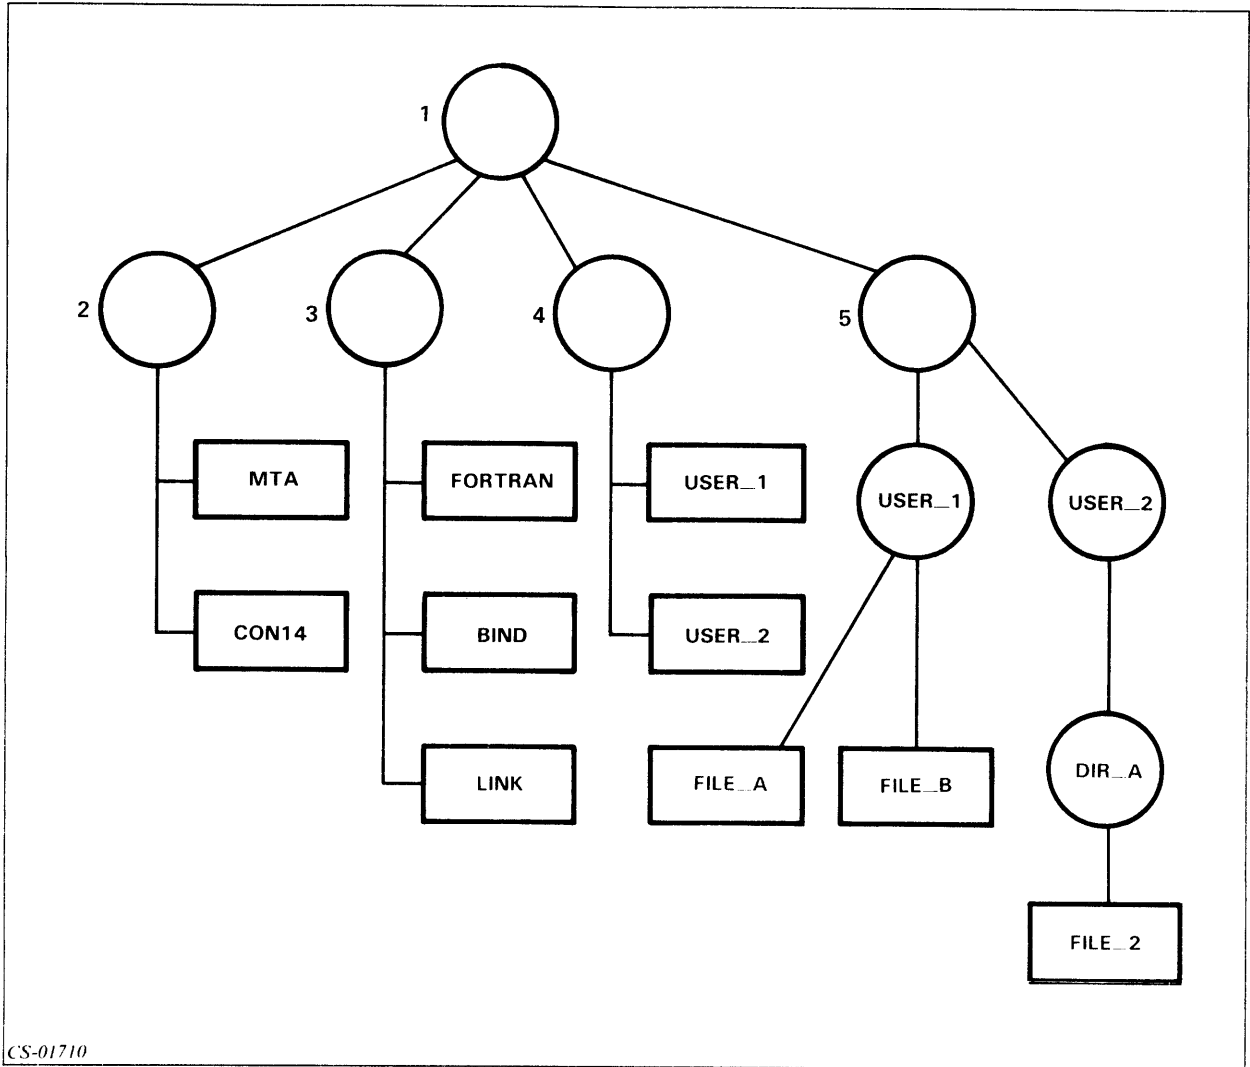 1
2
3
4
5
MTA
FORTRAN
USER_1
USER_1
USER_2
CON14
BIND
USER_2
LINK
FILE_A
FILE_B
DIR_A
FILE_2
CS-01710